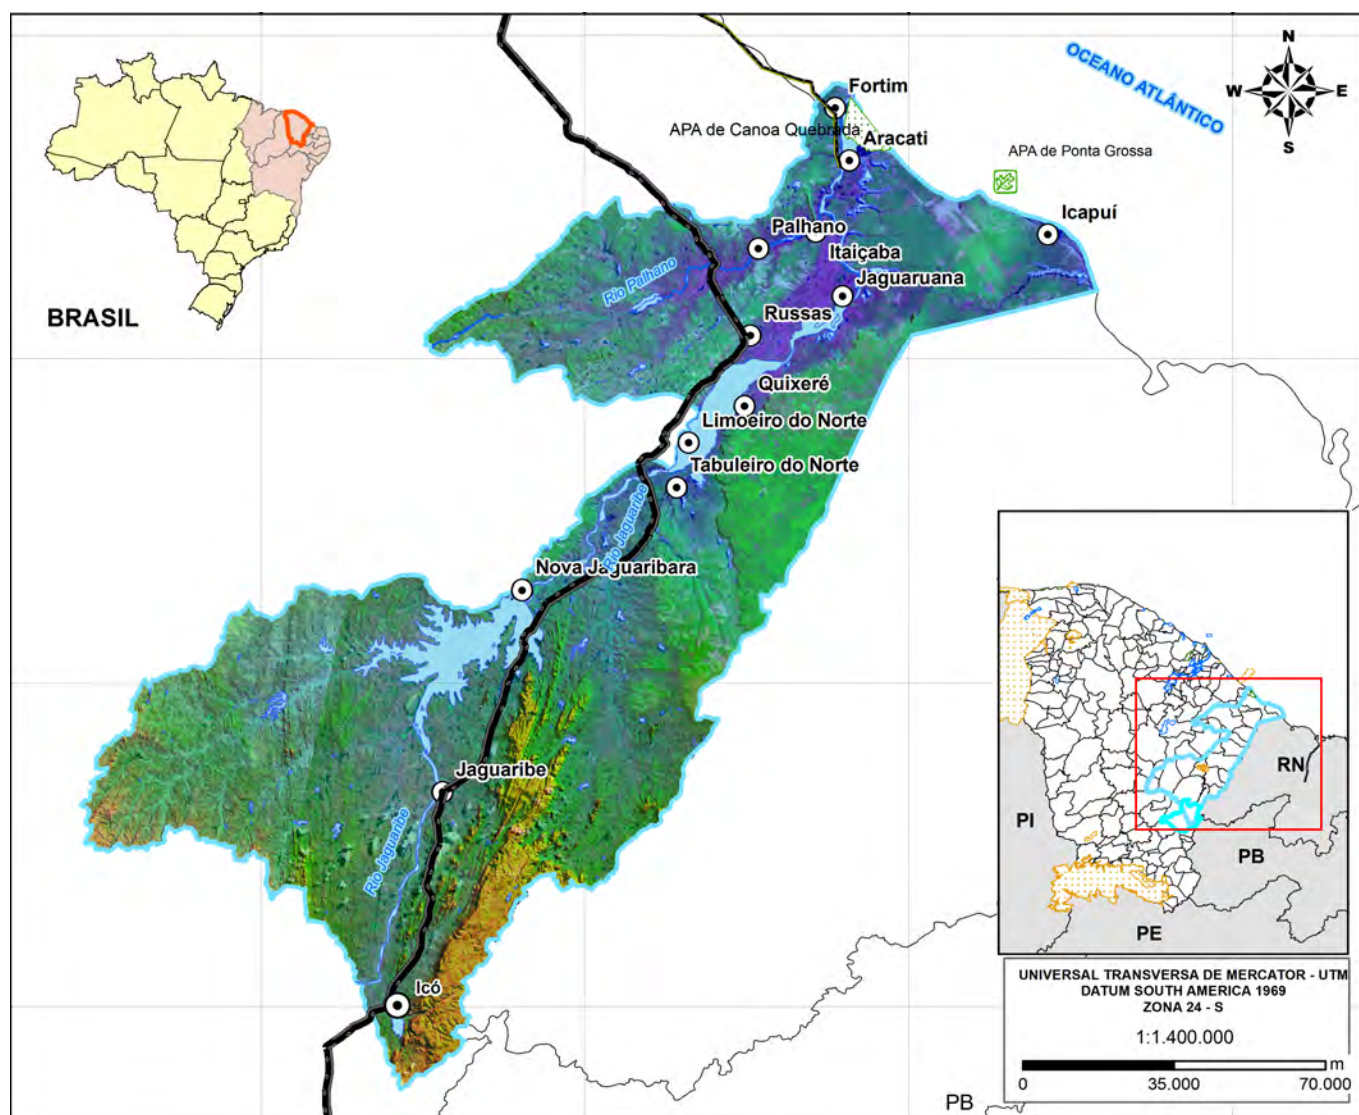 N
W
E
S
OCEANO ATLÂNTICO
Fortim
APA de Canoa Quebrada
Aracati
APA de Ponta Grossa
Icapuí
Palhano
Itaiçaba
Rio Palhano
Jaguaruana
BRASIL
Russas
Quixeré
Limoeiro do Norte
Tabuleiro do Norte
Rio Jaguaribe
Nova Jaguaribara
Jaguaribe
Rio Jaguaribe
Icó
RN
PI
PB
PE
UNIVERSAL TRANSVERSA DE MERCATOR - UTM
DATUM SOUTH AMERICA 1969
ZONA 24 - S
1:1.400.000
m
0 35.000 70.000
PB